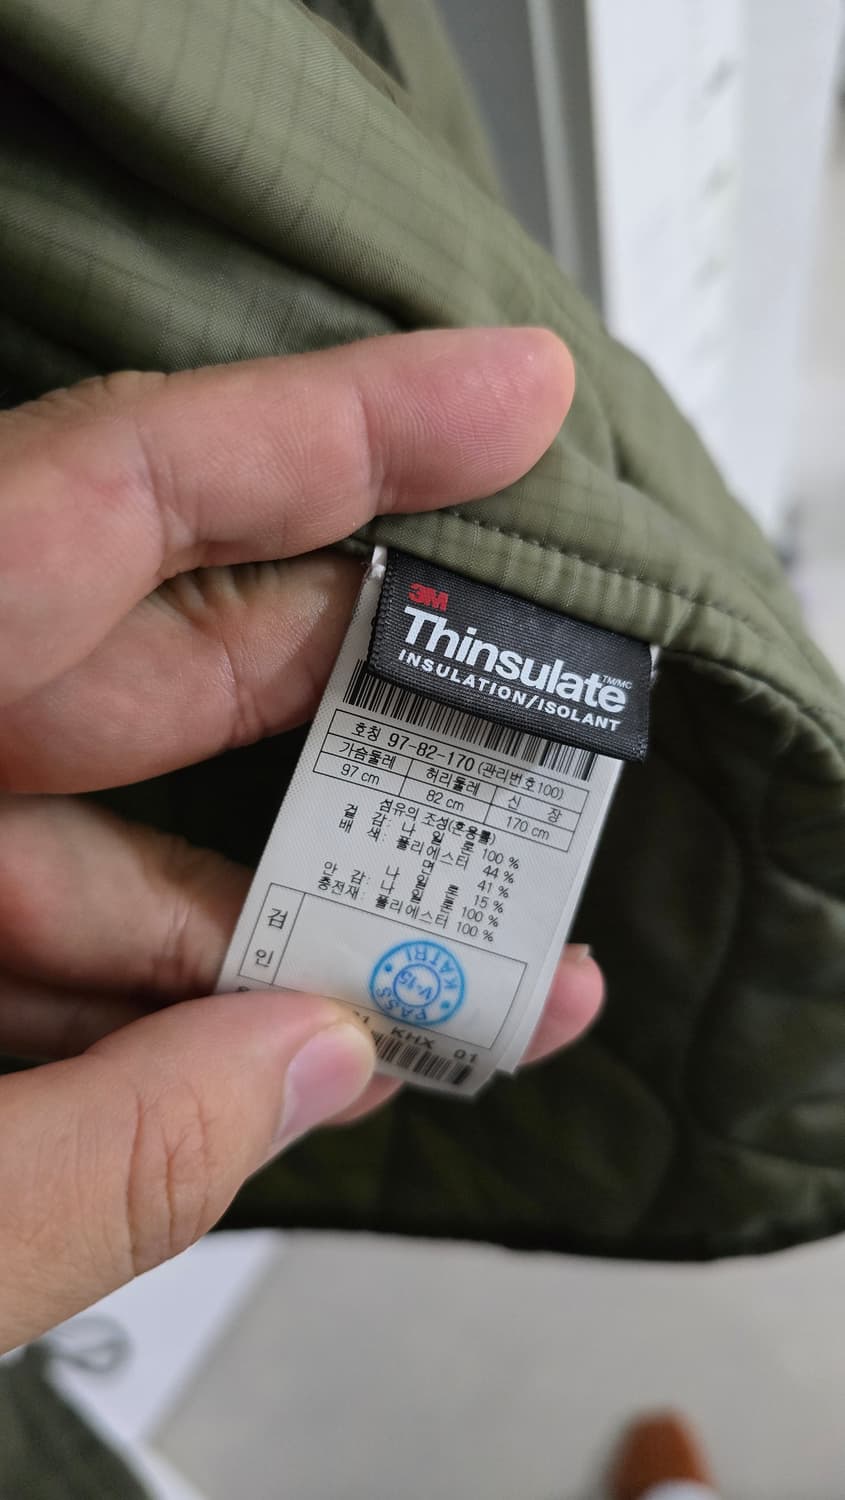 3M
Thinsulate TM/MC
INSULATION/ISOLANT
호칭 97-82-170 (관리번호100)
가슴둘레 허리둘레 신 장
97 cm 82 cm 170 cm
섬유의 조성(혼용률)
겉 감: 나 일 론 100 %
배 색: 폴리에스터 44 %
면 41 %
나 일 론 15 %
안 감: 나 일 론 100 %
충전재: 폴리에스터 100 %
검 인
KATRI
V-15
PASS
KHX 01